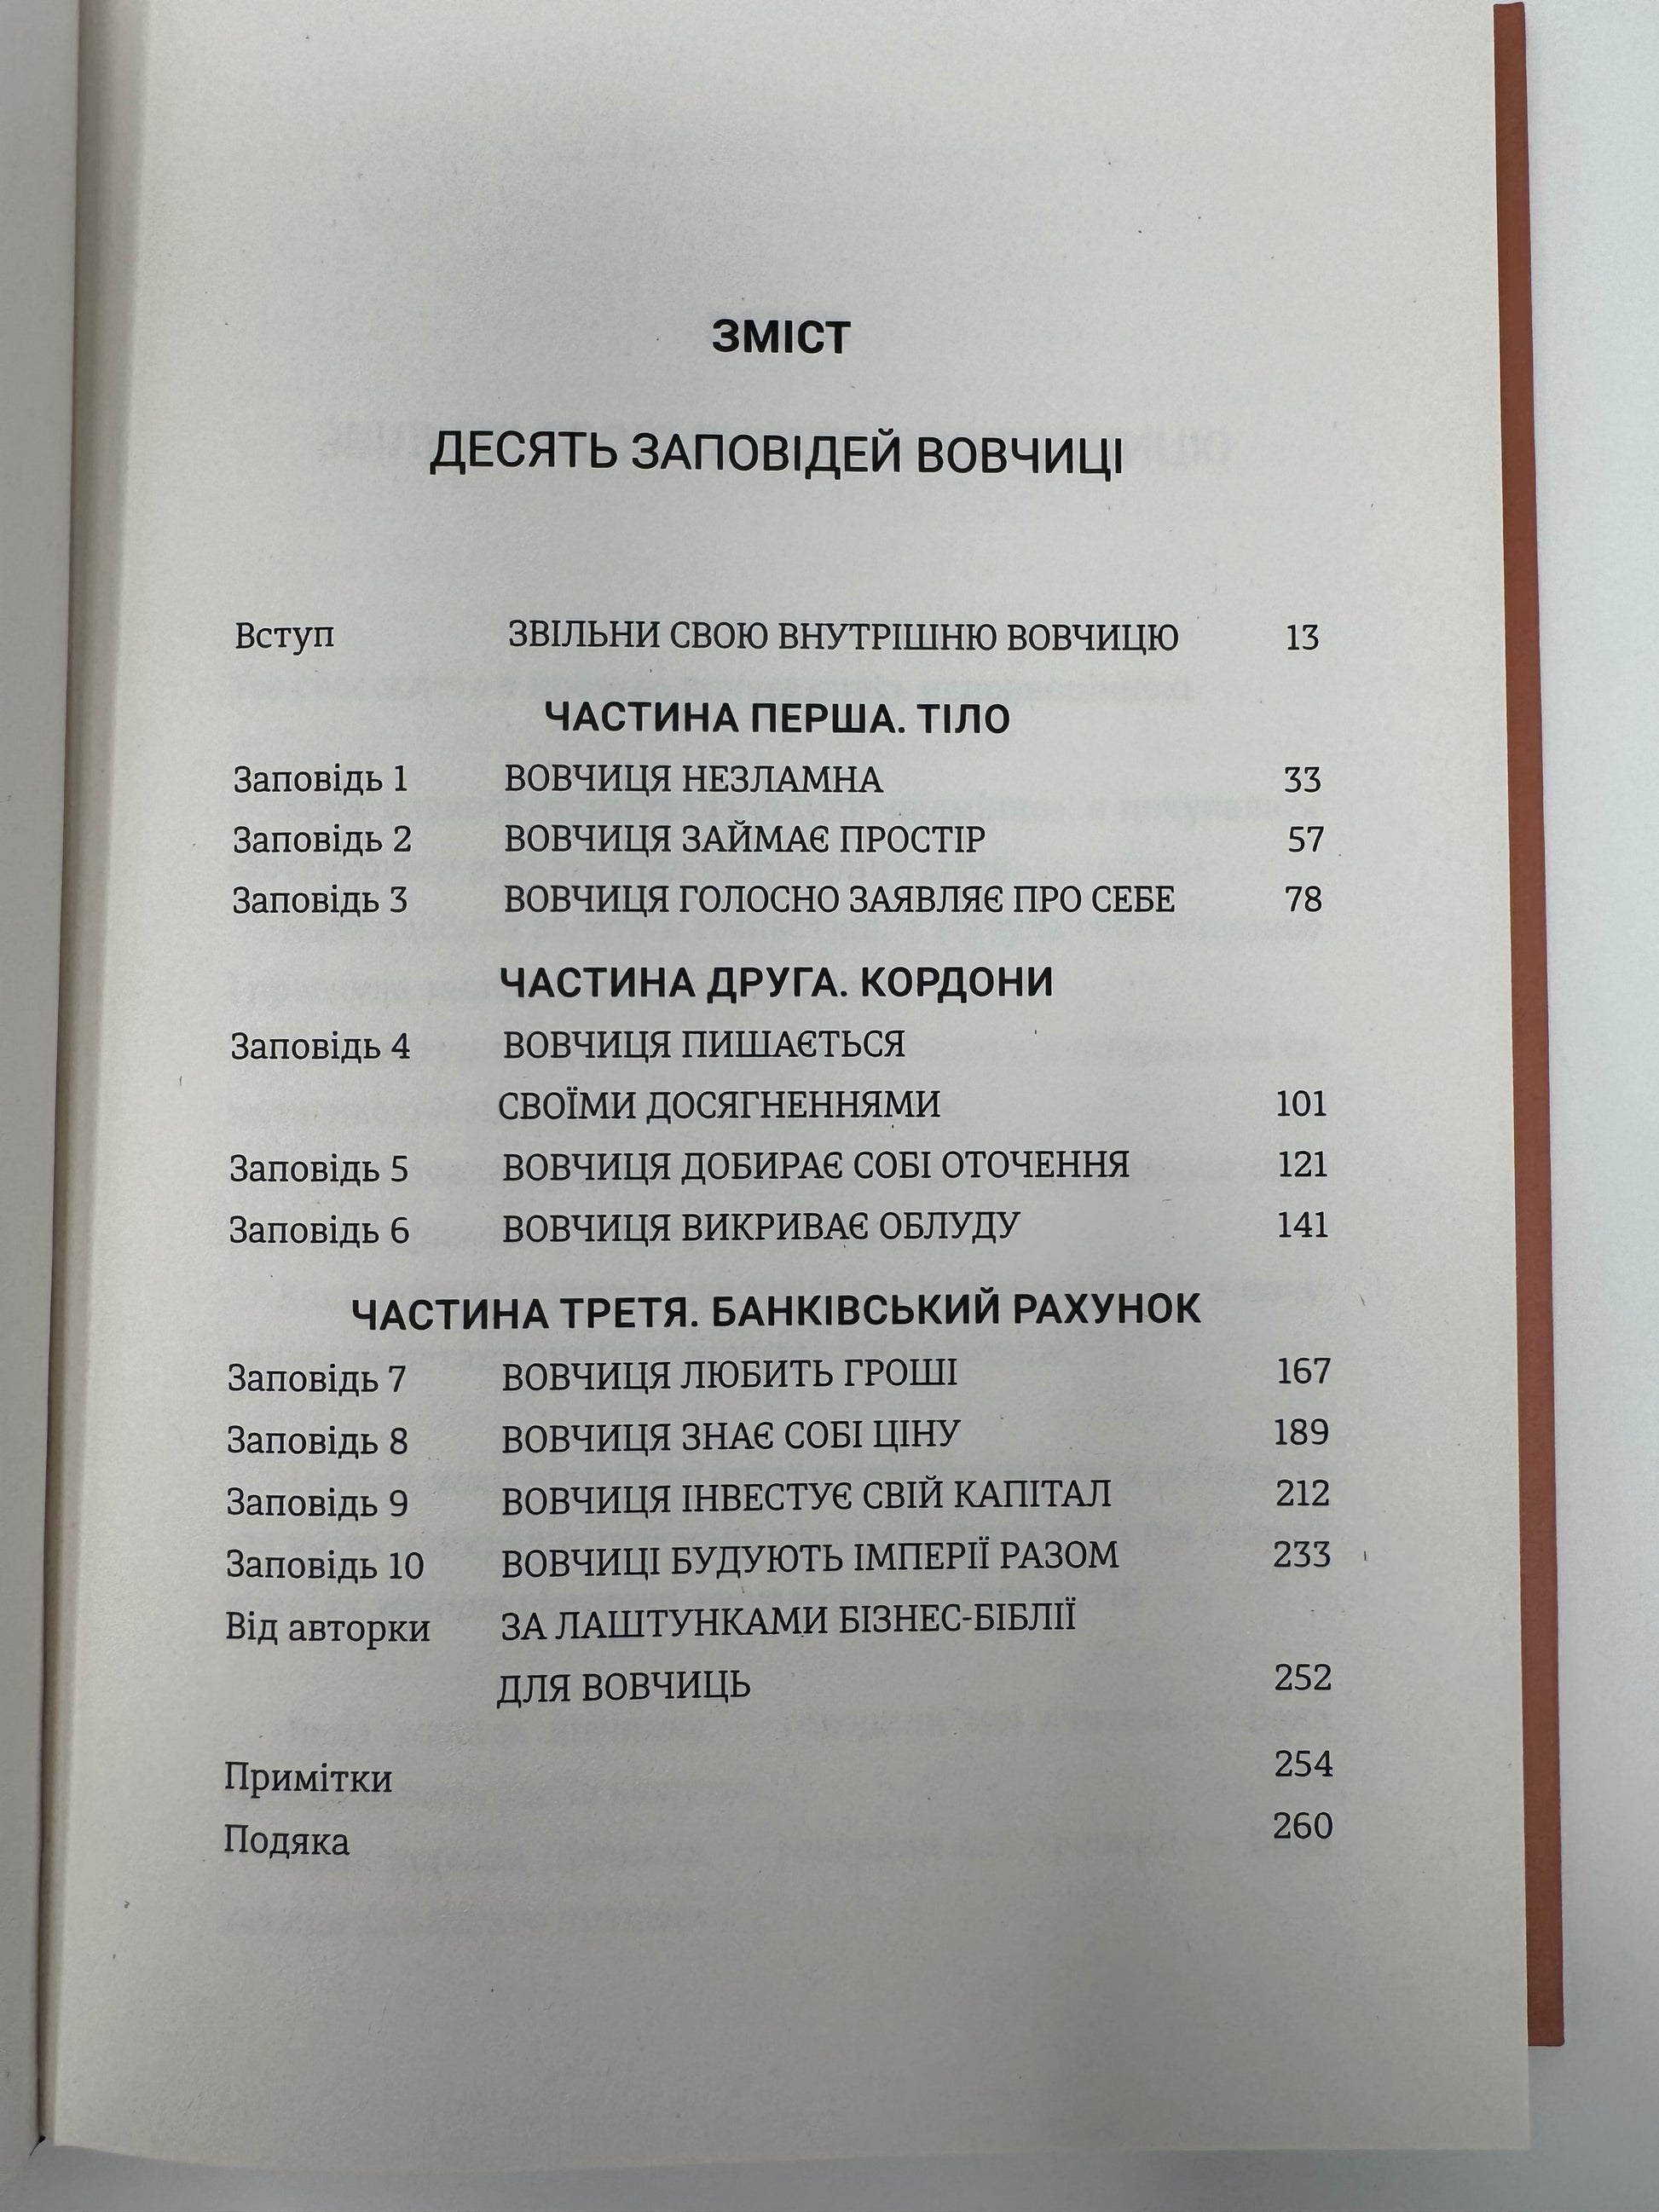 ЗМІСТ
ДЕСЯТЬ ЗАПОВІДЕЙ ВОВЧИЦІ
Вступ ЗВІЛЬНИ СВОЮ ВНУТРІШНЮ ВОВЧИЦЮ 13
ЧАСТИНА ПЕРША. ТІЛО
Заповідь 1 ВОВЧИЦЯ НЕЗЛАМНА 33
Заповідь 2 ВОВЧИЦЯ ЗАЙМАЄ ПРОСТІР 57
Заповідь 3 ВОВЧИЦЯ ГОЛОСНО ЗАЯВЛЯЄ ПРО СЕБЕ 78
ЧАСТИНА ДРУГА. КОРДОНИ
Заповідь 4 ВОВЧИЦЯ ПИШАЄТЬСЯ
СВОЇМИ ДОСЯГНЕННЯМИ 101
Заповідь 5 ВОВЧИЦЯ ДОБИРАЄ СОБІ ОТОЧЕННЯ 121
Заповідь 6 ВОВЧИЦЯ ВИКРИВАЄ ОБЛУДУ 141
ЧАСТИНА ТРЕТЯ. БАНКІВСЬКИЙ РАХУНОК
Заповідь 7 ВОВЧИЦЯ ЛЮБИТЬ ГРОШІ 167
Заповідь 8 ВОВЧИЦЯ ЗНАЄ СОБІ ЦІНУ 189
Заповідь 9 ВОВЧИЦЯ ІНВЕСТУЄ СВІЙ КАПІТАЛ 212
Заповідь 10 ВОВЧИЦІ БУДУЮТЬ ІМПЕРІЇ РАЗОМ 233
Від авторки ЗА ЛАШТУНКАМИ БІЗНЕС-БІБЛІЇ
ДЛЯ ВОВЧИЦЬ 252
Примітки 254
Подяка 260